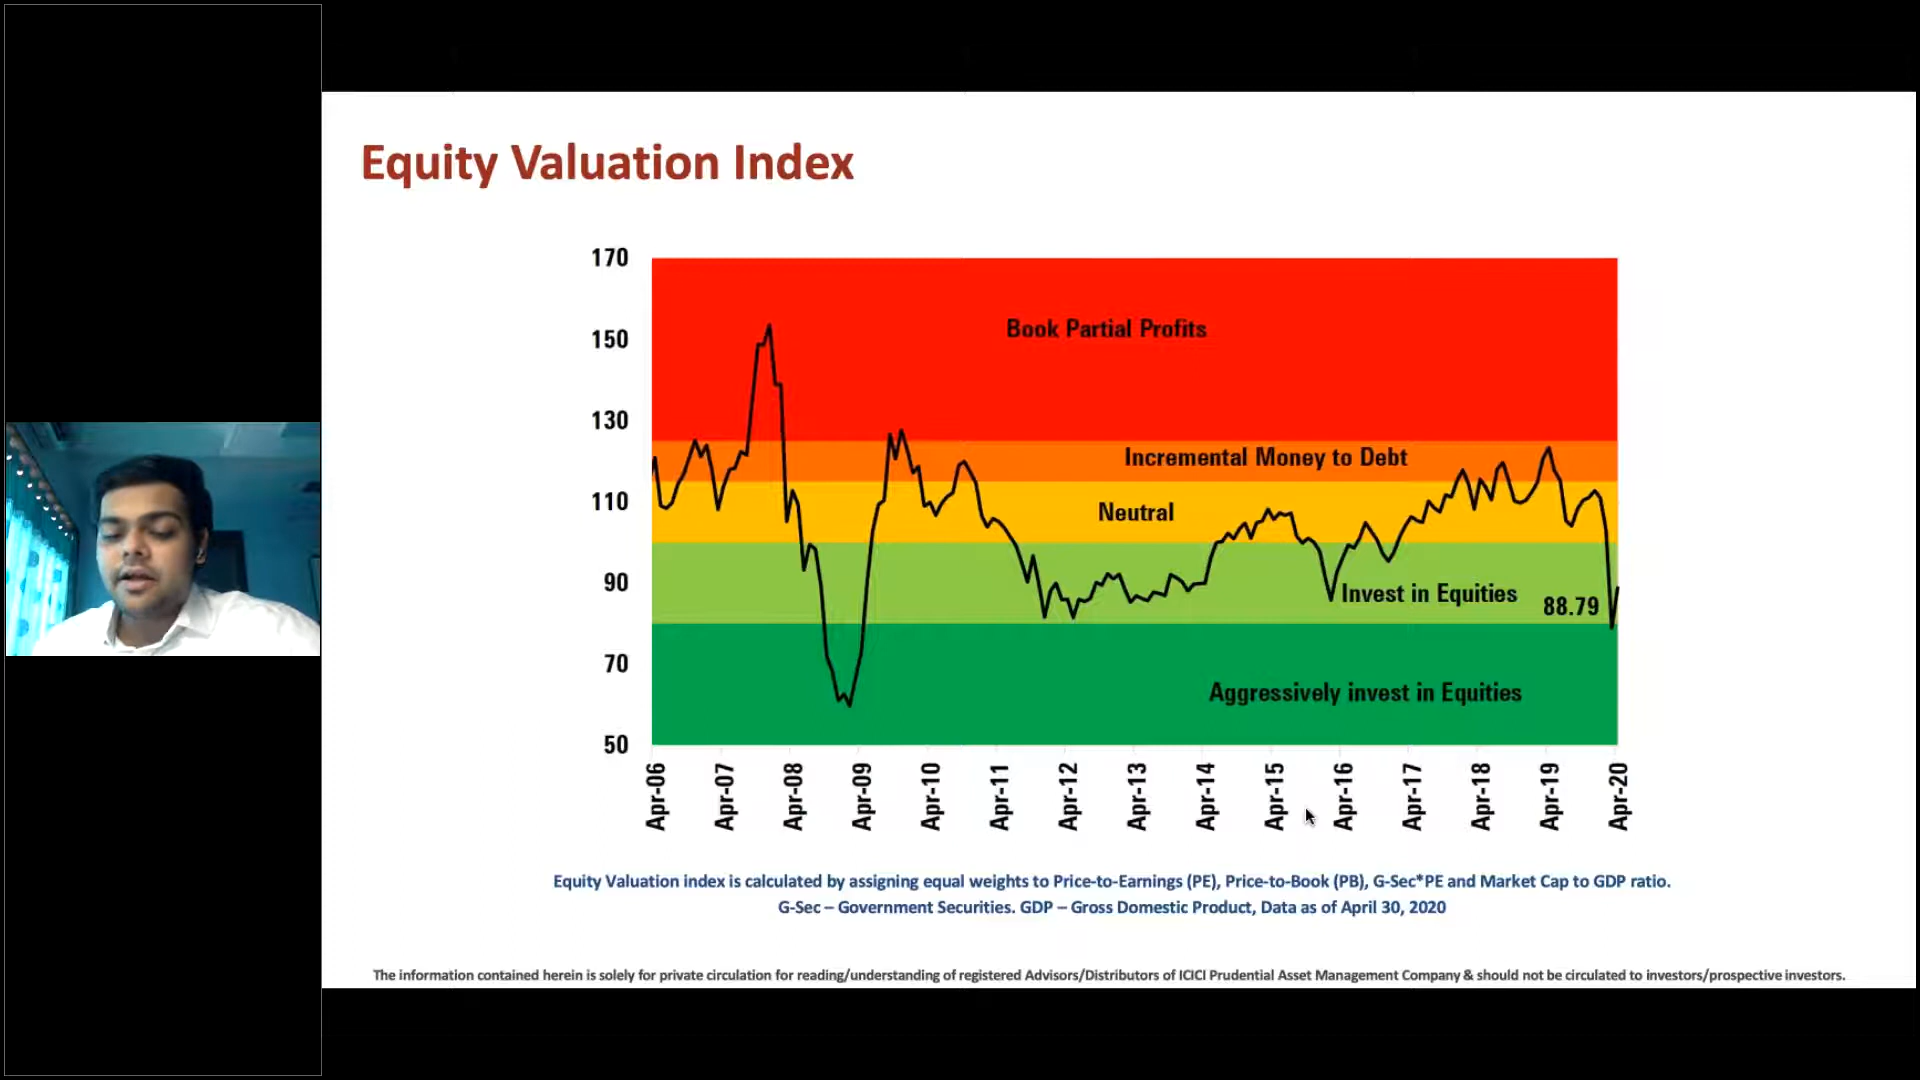 Equity Valuation Index
170
150
130
110
90
70
50
Book Partial Profits
Incremental Money to Debt
Neutral
Invest in Equities
88.79
Aggressively invest in Equities
Apr-06
Apr-07
Apr-08
Apr-09
Apr-10
Apr-11
Apr-12
Apr-13
Apr-14
Apr-15
Apr-16
Apr-17
Apr-18
Apr-19
Apr-20
Equity Valuation index is calculated by assigning equal weights to Price-to-Earnings (PE), Price-to-Book (PB), G-Sec*PE and Market Cap to GDP ratio.
G-Sec – Government Securities. GDP – Gross Domestic Product, Data as of April 30, 2020
The information contained herein is solely for private circulation for reading/understanding of registered Advisors/Distributors of ICICI Prudential Asset Management Company & should not be circulated to investors/prospective investors.